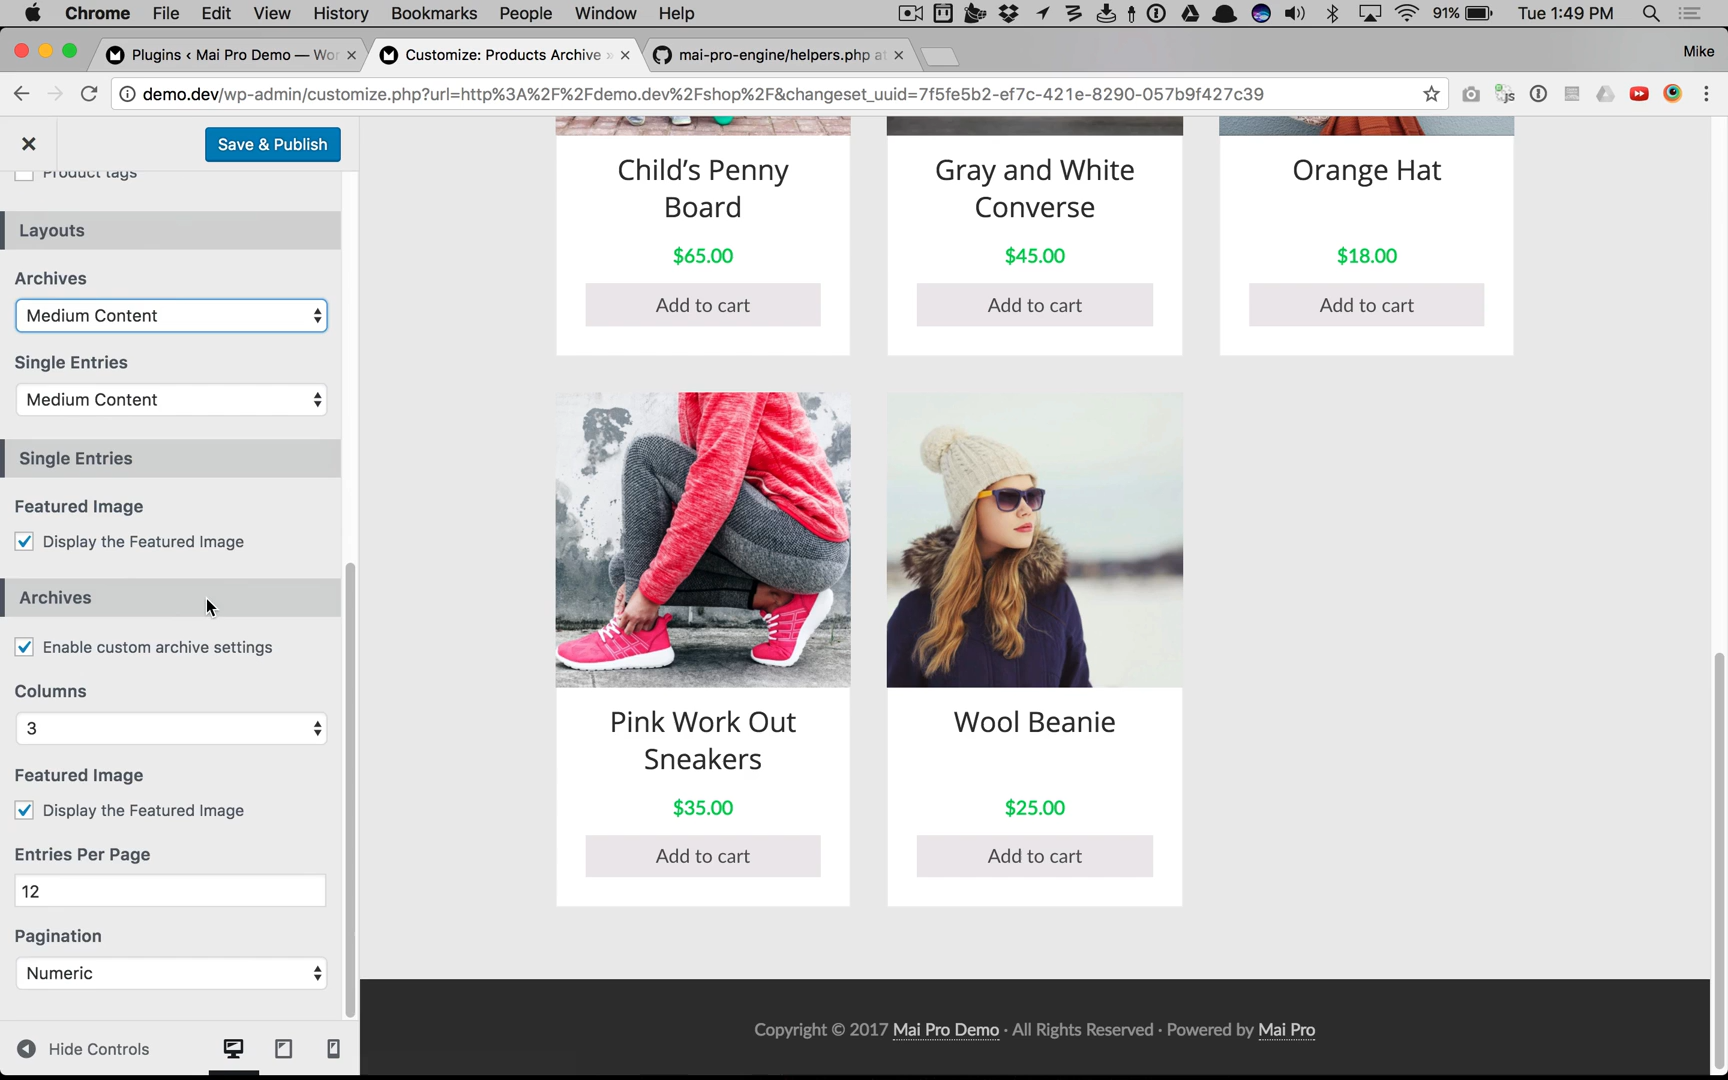 Chrome File Edit View History Bookmarks People Window Help 91% Tue 1:49 PM
Plugins ‹ Mai Pro Demo — Wor Customize: Products Archive » mai-pro-engine/helpers.php at Mike
demo.dev/wp-admin/customize.php?url=http%3A%2F%2Fdemo.dev%2Fshop%2F&changeset_uuid=7f5fe5b2-ef7c-421e-8290-057b9f427c39
Save & Publish
Product tags
Layouts
Archives
Medium Content
Single Entries
Medium Content
Single Entries
Featured Image
Display the Featured Image
Archives
Enable custom archive settings
Columns
3
Featured Image
Display the Featured Image
Entries Per Page
12
Pagination
Numeric
Hide Controls
Child’s Penny
Board
$65.00
Add to cart
Gray and White
Converse
$45.00
Add to cart
Orange Hat
$18.00
Add to cart
Pink Work Out
Sneakers
$35.00
Add to cart
Wool Beanie
$25.00
Add to cart
Copyright © 2017 Mai Pro Demo · All Rights Reserved · Powered by Mai Pro